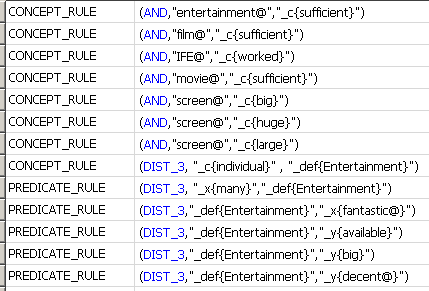 CONCEPT_RULE (AND,"entertainment@","_c{sufficient}")
CONCEPT_RULE (AND,"film@","_c{sufficient}")
CONCEPT_RULE (AND,"IFE@","_c{worked}")
CONCEPT_RULE (AND,"movie@","_c{sufficient}")
CONCEPT_RULE (AND,"screen@","_c{big}")
CONCEPT_RULE (AND,"screen@","_c{huge}")
CONCEPT_RULE (AND,"screen@","_c{large}")
CONCEPT_RULE (DIST_3, "_c{individual}" , "_def{Entertainment}")
PREDICATE_RULE (DIST_3, "_x{many}","_def{Entertainment}")
PREDICATE_RULE (DIST_3, "_def{Entertainment}","_x{fantastic@}")
PREDICATE_RULE (DIST_3, "_def{Entertainment}","_y{available}")
PREDICATE_RULE (DIST_3, "_def{Entertainment}","_y{big}")
PREDICATE_RULE (DIST_3, "_def{Entertainment}","_y{decent@}")